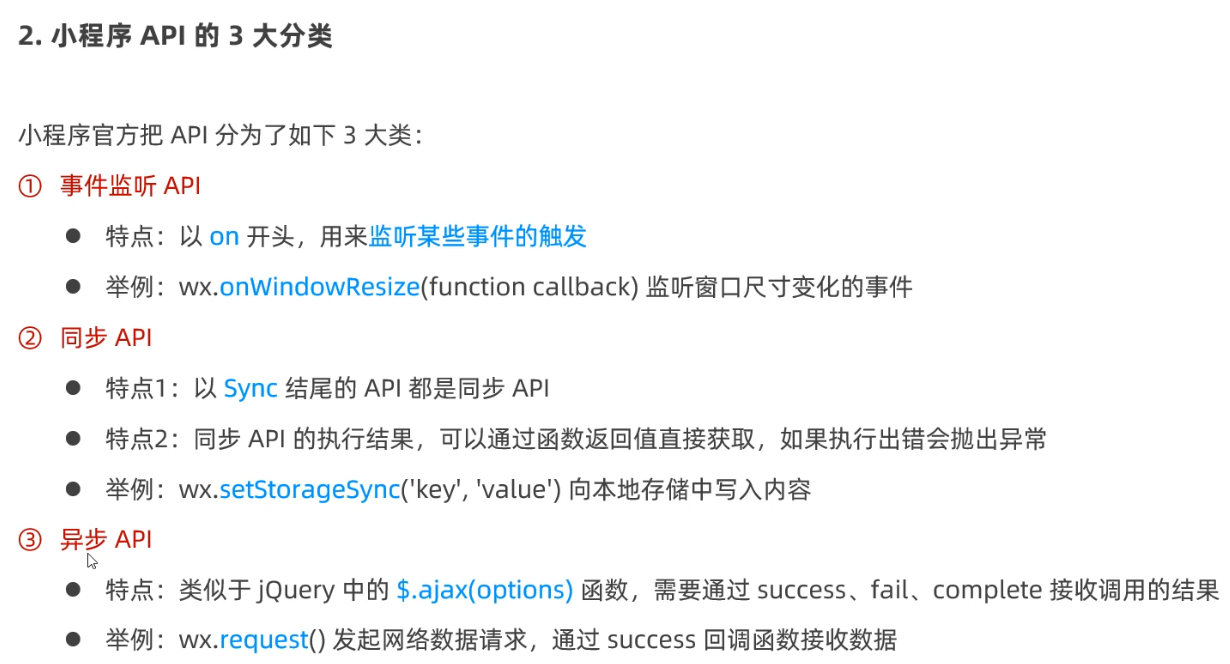 2. 小程序 API 的 3 大分类
小程序官方把 API 分为了如下 3 大类：
① 事件监听 API
● 特点：以 on 开头，用来监听某些事件的触发
● 举例：wx.onWindowResize(function callback) 监听窗口尺寸变化的事件
② 同步 API
● 特点1：以 Sync 结尾的 API 都是同步 API
● 特点2：同步 API 的执行结果，可以通过函数返回值直接获取，如果执行出错会抛出异常
● 举例：wx.setStorageSync('key', 'value') 向本地存储中写入内容
③ 异步 API
● 特点：类似于 jQuery 中的 $.ajax(options) 函数，需要通过 success、fail、complete 接收调用的结果
● 举例：wx.request() 发起网络数据请求，通过 success 回调函数接收数据